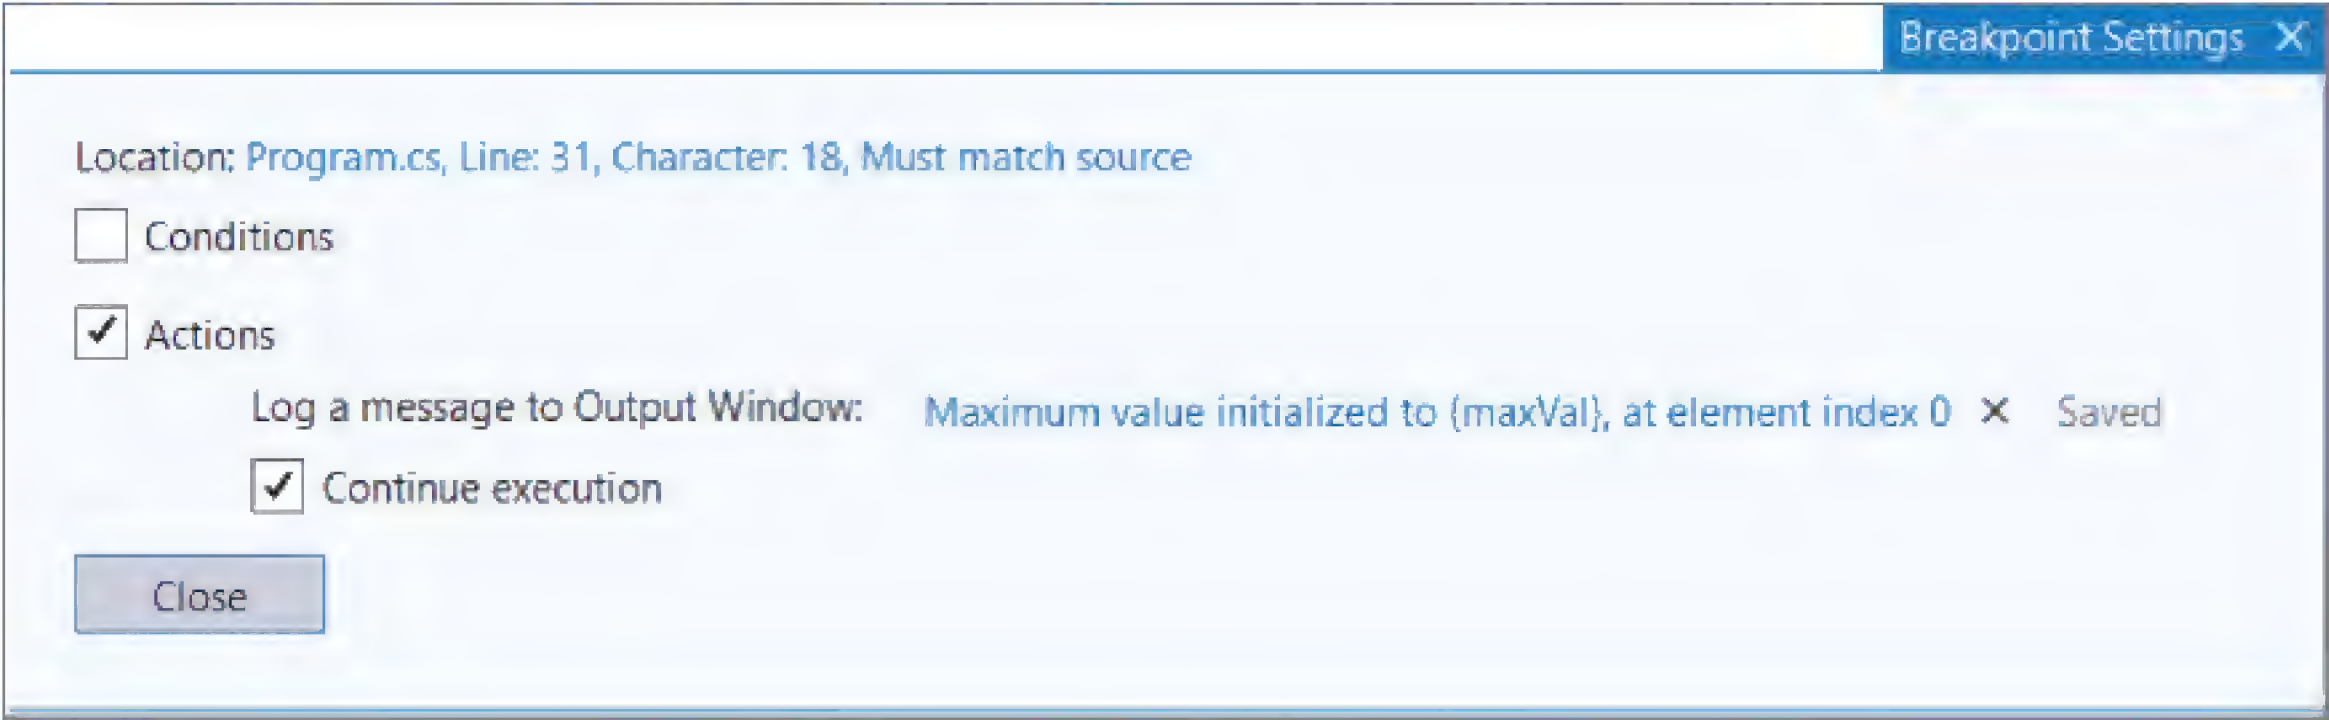 Breakpoint Settings
Location: Program.cs, Line: 31, Character: 18, Must match source
Conditions
Actions
Log a message to Output Window: Maximum value initialized to {maxVal}, at element index 0 Saved
Continue execution
Close